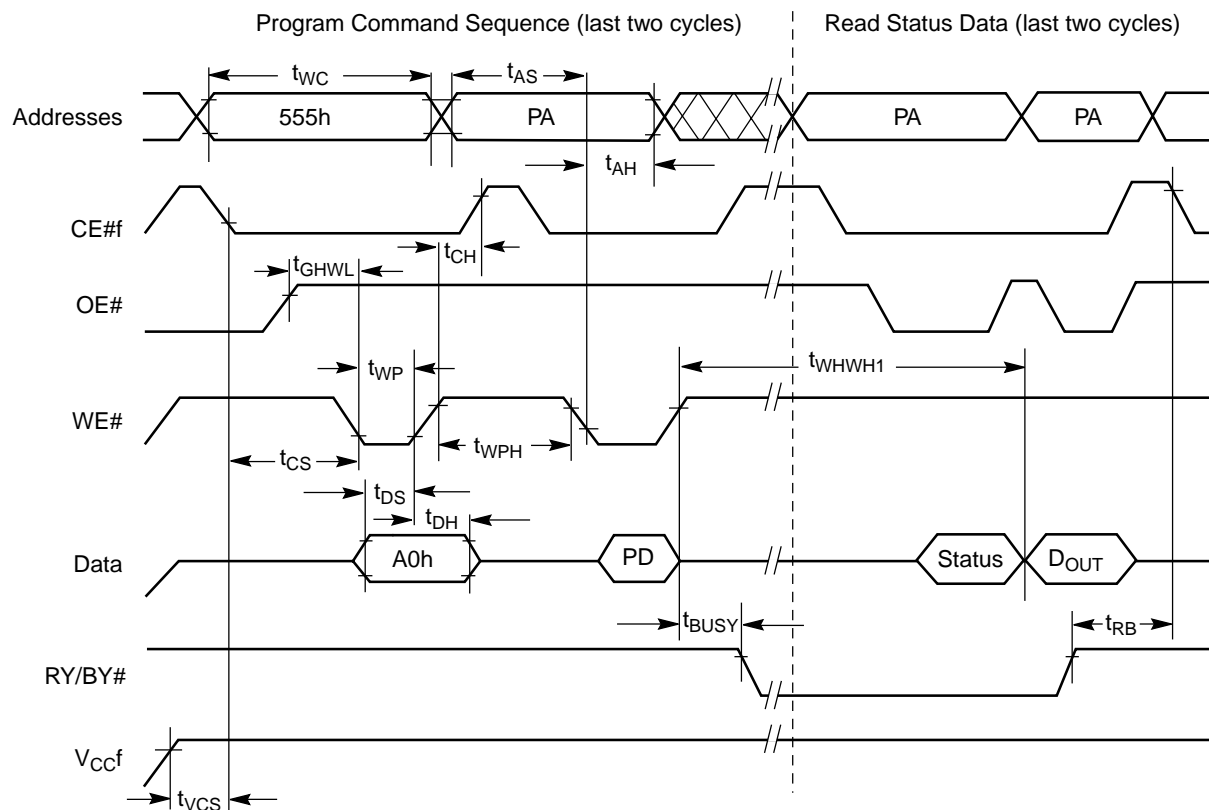 Program Command Sequence (last two cycles)
Read Status Data (last two cycles)
tWC
tAS
Addresses
555h
PA
PA
PA
tAH
CE#f
tCH
tGHWL
OE#
tWP
tWHWH1
WE#
tWPH
tCS
tDS
tDH
Data
A0h
PD
Status
DOUT
tBUSY
tRB
RY/BY#
VCCf
tVCS